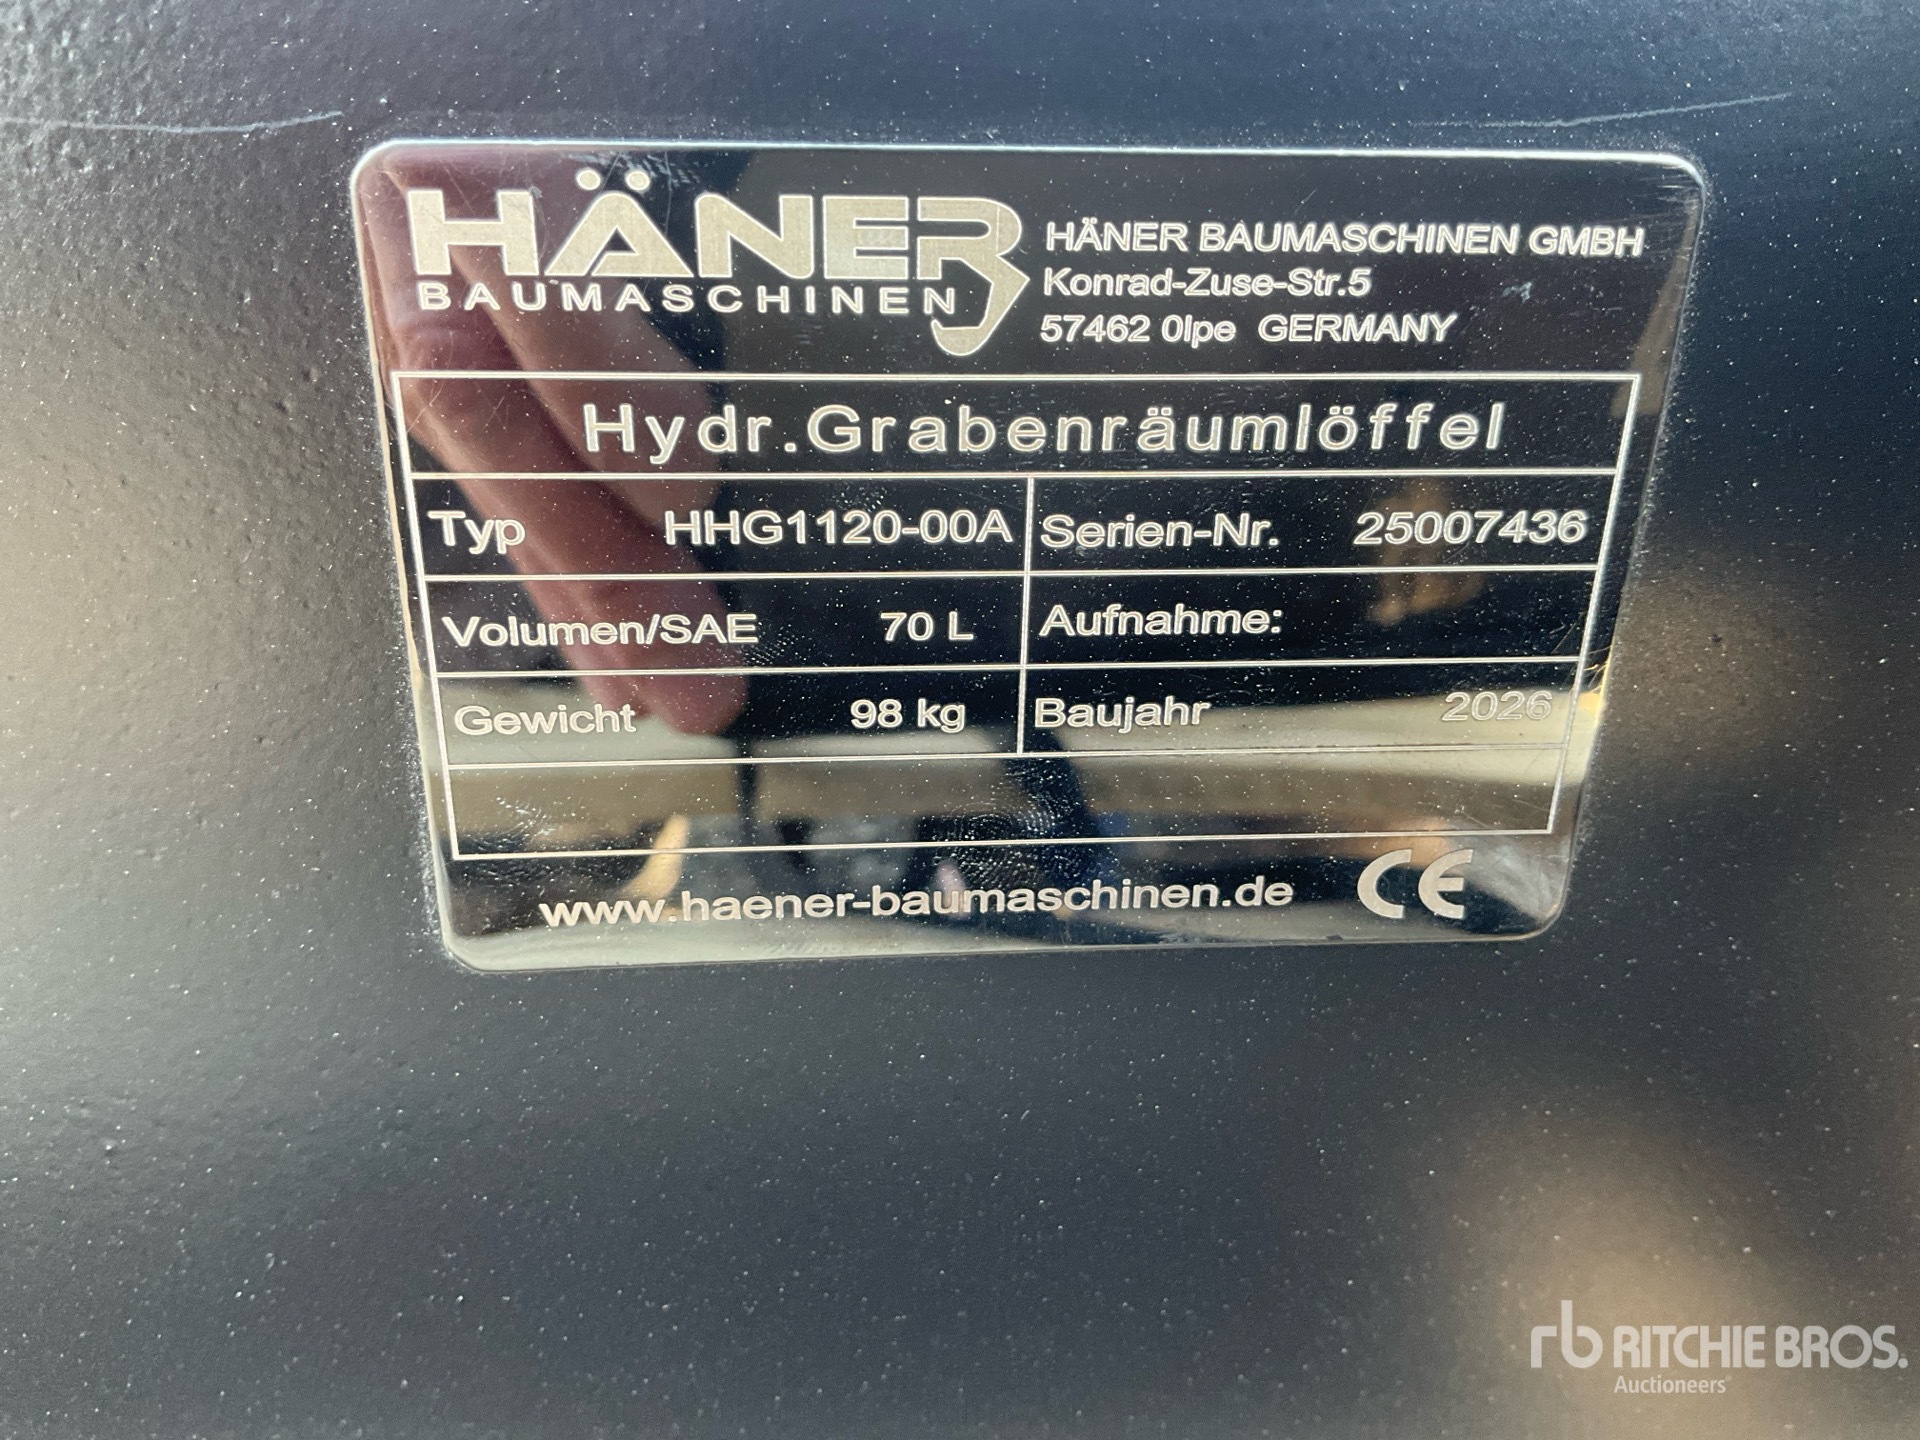 HÄNER
BAUMASCHINEN
HÄNER BAUMASCHINEN GMBH
Konrad-Zuse-Str.5
57462 Olpe GERMANY
Hydr.Grabenräumlöffel
Typ HHG1120-00A
Serien-Nr. 25007436
Volumen/SAE 70 L
Aufnahme:
Gewicht 98 kg
Baujahr 2026
www.haener-baumaschinen.de CE
rb RITCHIE BROS.
Auctioneers